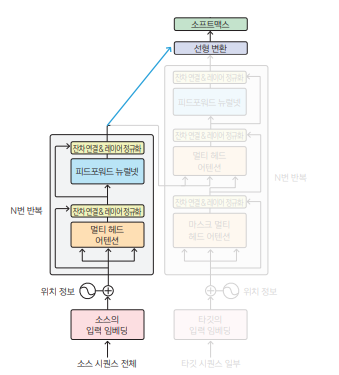 소프트맥스
선형 변환
잔차 연결 & 레이어 정규화
피드포워드 뉴럴넷
잔차 연결 & 레이어 정규화
멀티 헤드
어텐션
잔차 연결 & 레이어 정규화
마스크 멀티
헤드 어텐션
N번 반복
위치 정보
타깃의
입력 임베딩
타깃 시퀀스 일부
잔차 연결 & 레이어 정규화
피드포워드 뉴럴넷
잔차 연결 & 레이어 정규화
멀티 헤드
어텐션
N번 반복
위치 정보
소스의
입력 임베딩
소스 시퀀스 전체